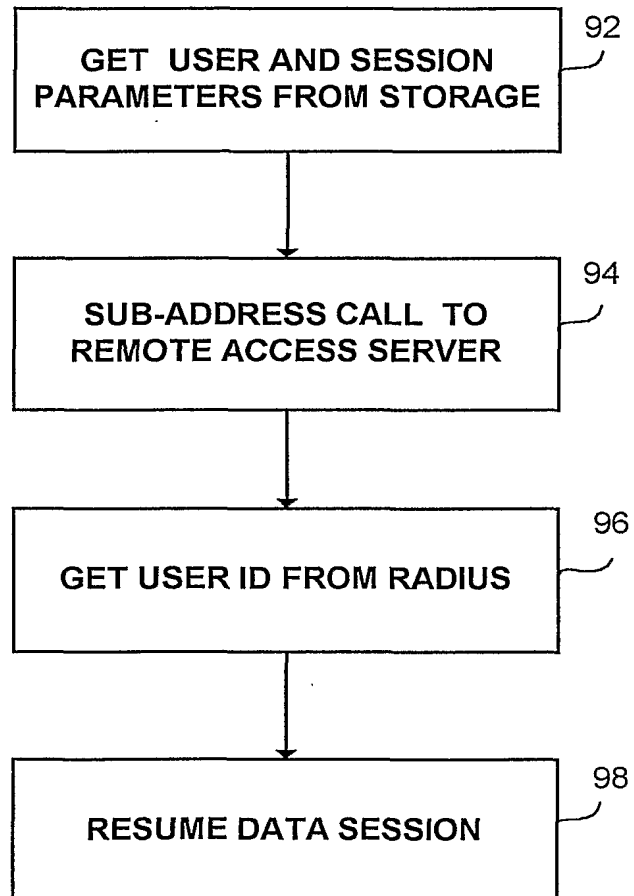 92
GET USER AND SESSION
PARAMETERS FROM STORAGE
94
SUB-ADDRESS CALL TO
REMOTE ACCESS SERVER
96
GET USER ID FROM RADIUS
98
RESUME DATA SESSION